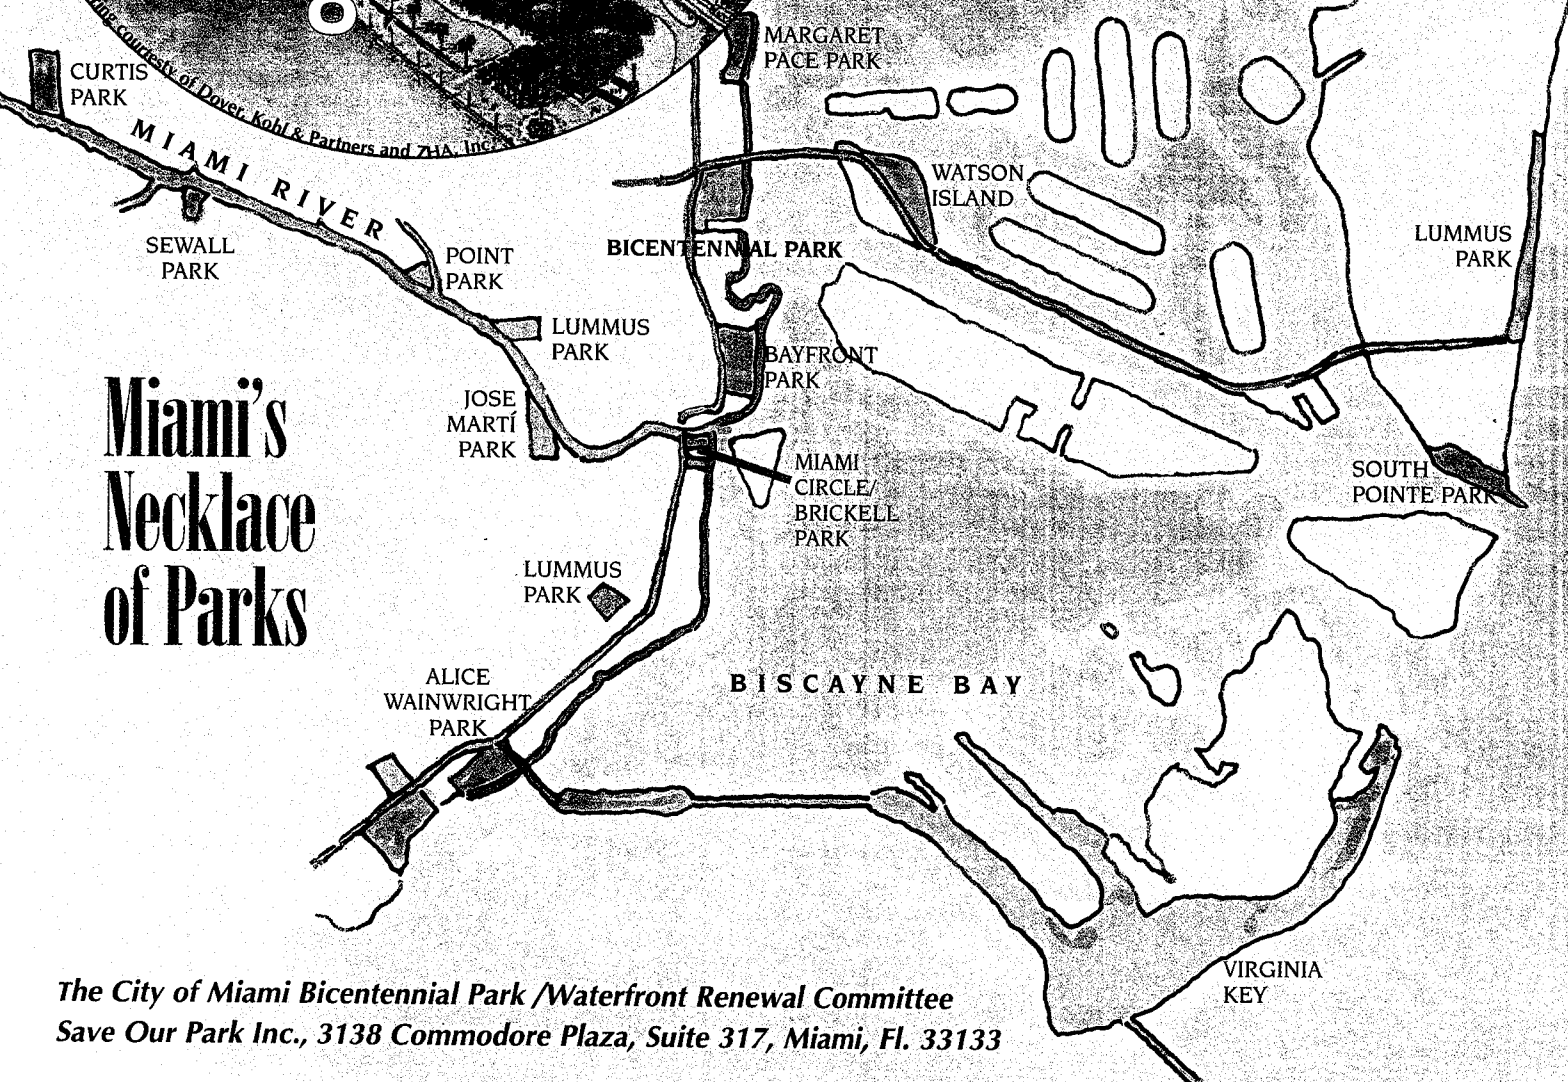 MARGARET
PACE PARK
CURTIS
PARK
courtesy of Dover, Kohl & Partners and ZHA, Inc.
MIAMI RIVER
WATSON
ISLAND
SEWALL
PARK
POINT
PARK
BICENTENNIAL PARK
LUMMUS
PARK
LUMMUS
PARK
BAYFRONT
PARK
JOSE
MARTÍ
PARK
Miami's
Necklace
of Parks
MIAMI
CIRCLE/
BRICKELL
PARK
SOUTH
POINTE PARK
LUMMUS
PARK
ALICE
WAINWRIGHT
PARK
BISCAYNE BAY
VIRGINIA
KEY
The City of Miami Bicentennial Park /Waterfront Renewal Committee
Save Our Park Inc., 3138 Commodore Plaza, Suite 317, Miami, Fl. 33133